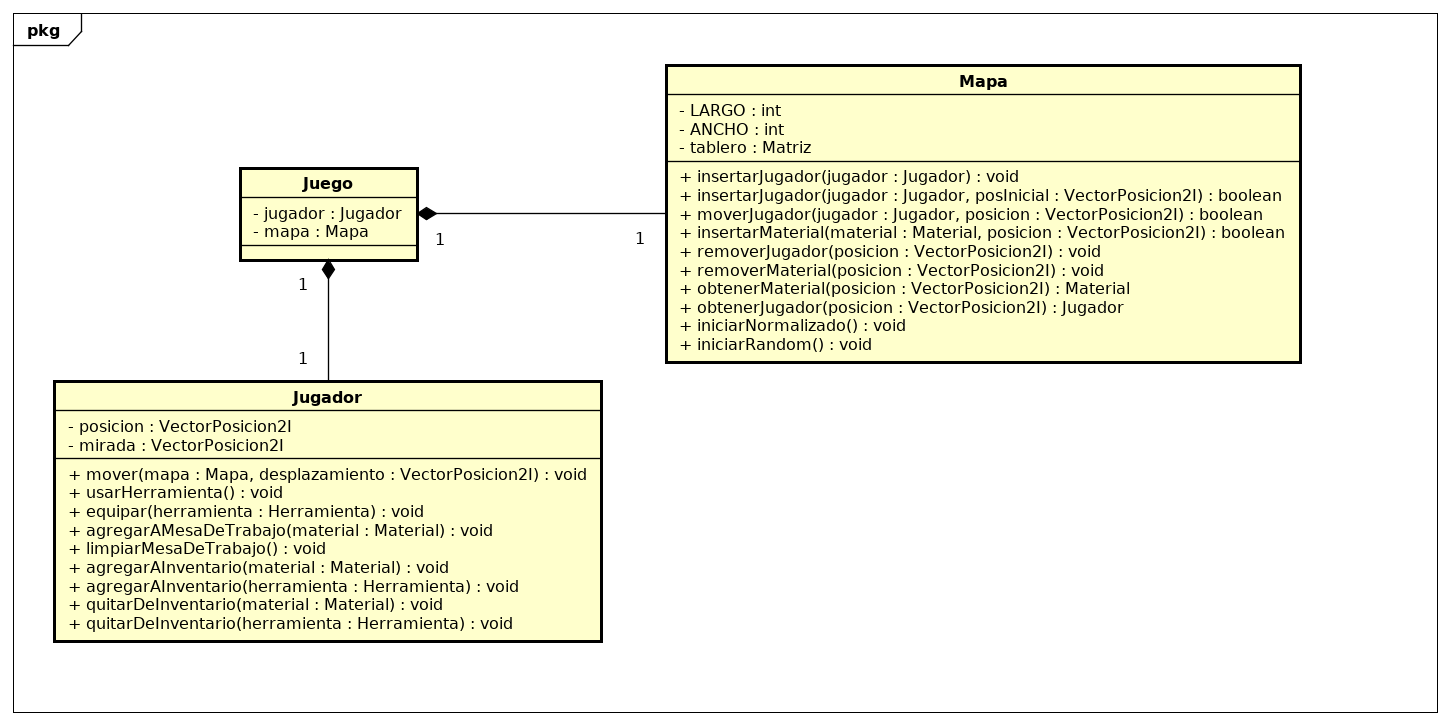 pkg
Mapa
- LARGO : int
- ANCHO : int
- tablero : Matriz
+ insertarJugador(jugador : Jugador) : void
+ insertarJugador(jugador : Jugador, posInicial : VectorPosicion2I) : boolean
+ moverJugador(jugador : Jugador, posicion : VectorPosicion2I) : boolean
+ insertarMaterial(material : Material, posicion : VectorPosicion2I) : boolean
+ removerJugador(posicion : VectorPosicion2I) : void
+ removerMaterial(posicion : VectorPosicion2I) : void
+ obtenerMaterial(posicion : VectorPosicion2I) : Material
+ obtenerJugador(posicion : VectorPosicion2I) : Jugador
+ iniciarNormalizado() : void
+ iniciarRandom() : void
Juego
- jugador : Jugador
- mapa : Mapa
1
1
1
1
Jugador
- posicion : VectorPosicion2I
- mirada : VectorPosicion2I
+ mover(mapa : Mapa, desplazamiento : VectorPosicion2I) : void
+ usarHerramienta() : void
+ equipar(herramienta : Herramienta) : void
+ agregarAMesaDeTrabajo(material : Material) : void
+ limpiarMesaDeTrabajo() : void
+ agregarAInventario(material : Material) : void
+ agregarAInventario(herramienta : Herramienta) : void
+ quitarDeInventario(material : Material) : void
+ quitarDeInventario(herramienta : Herramienta) : void